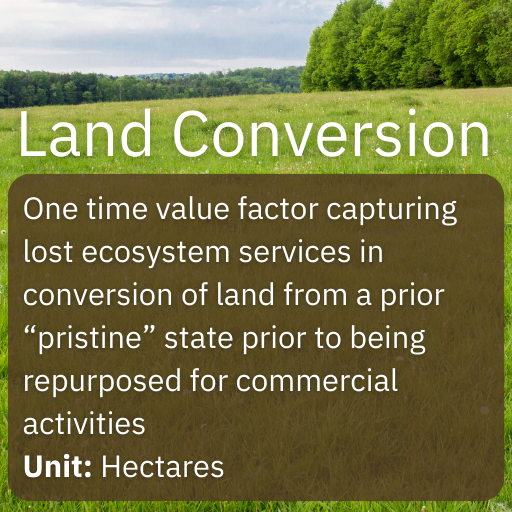 Land Conversion
One time value factor capturing
lost ecosystem services in
conversion of land from a prior
“pristine” state prior to being
repurposed for commercial
activities
Unit: Hectares